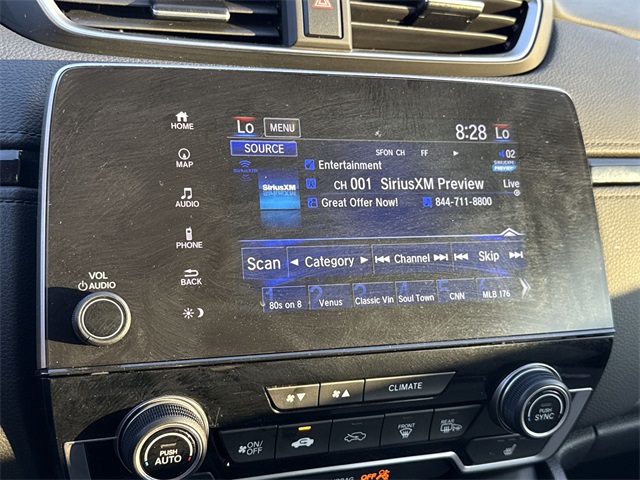 HOME
MAP
AUDIO
PHONE
BACK
VOL
AUDIO
Lo MENU 8:28 Lo
SOURCE SFON CH FF 02
Entertainment
SiriusXM CH 001 SiriusXM Preview Live
Great Offer Now! 844-711-8800
Scan Category Channel Skip
80s on 8 Venus Classic Vin Soul Town CNN MLB 176
CLIMATE
ON/OFF FRONT REAR
PUSH AUTO
PUSH SYNC
OFF